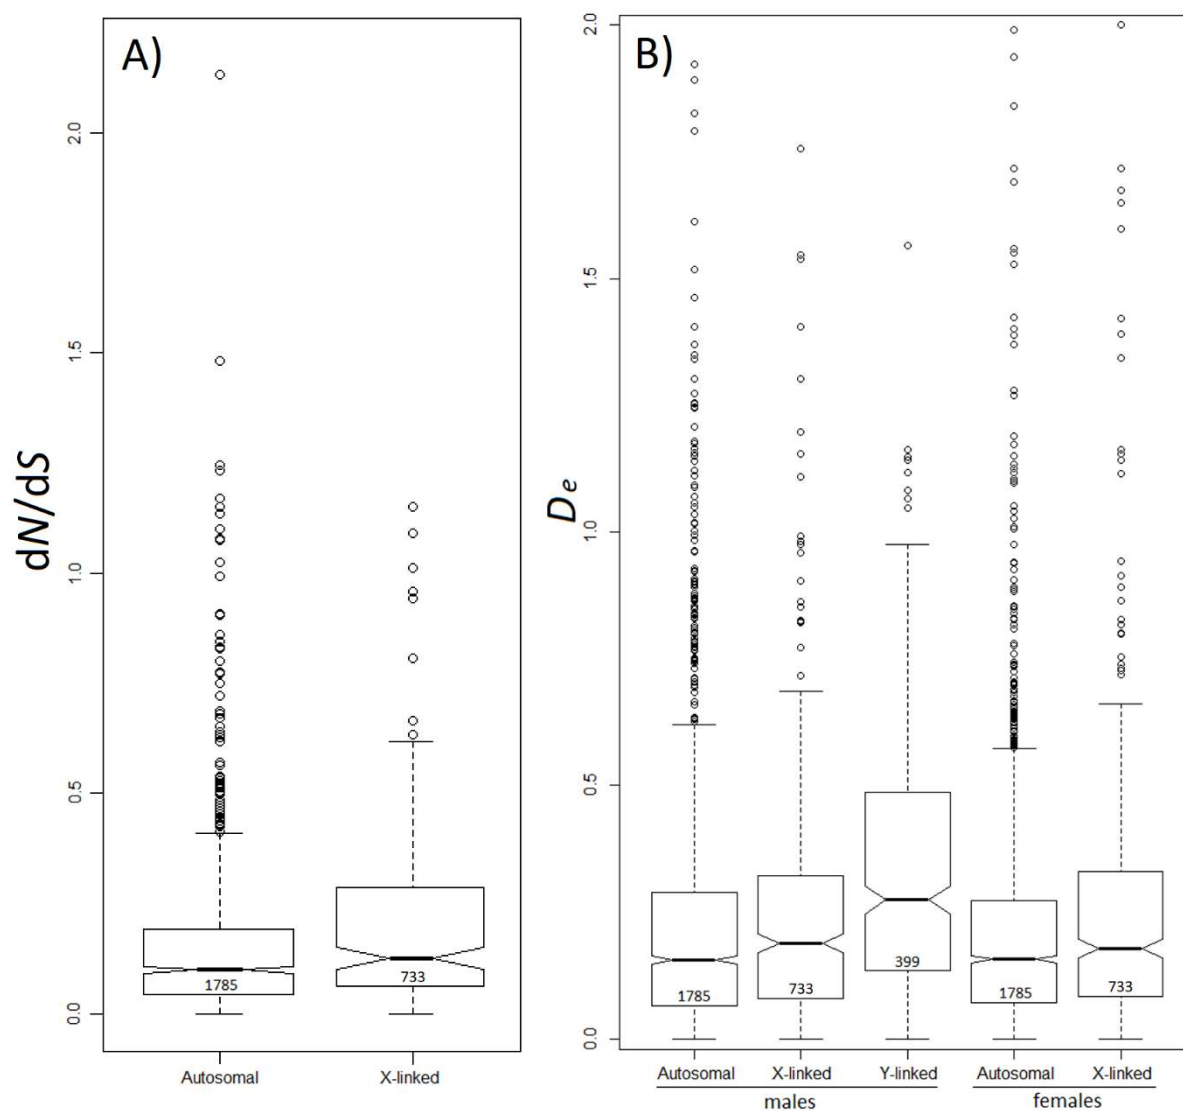 A)
dN/dS
2.0
1.5
1.0
0.5
0.0
1785
733
Autosomal
X-linked
B)
De
2.0
1.5
1.0
0.5
0.0
1785
733
399
1785
733
Autosomal
X-linked
Y-linked
Autosomal
X-linked
males
females